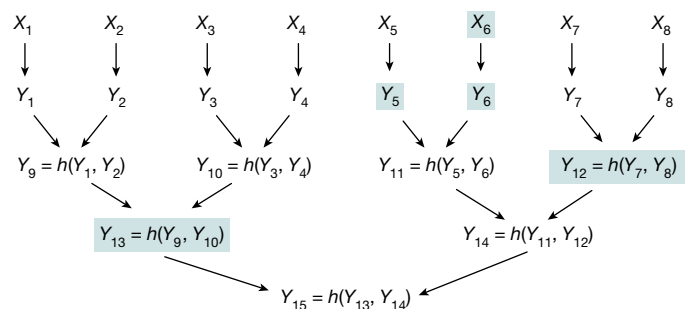 X₁ X₂ X₃ X₄ X₅ X₆ X₇ X₈
Y₁ Y₂ Y₃ Y₄ Y₅ Y₆ Y₇ Y₈
Y₉ = h(Y₁, Y₂) Y₁₀ = h(Y₃, Y₄) Y₁₁ = h(Y₅, Y₆) Y₁₂ = h(Y₇, Y₈)
Y₁₃ = h(Y₉, Y₁₀) Y₁₄ = h(Y₁₁, Y₁₂)
Y₁₅ = h(Y₁₃, Y₁₄)